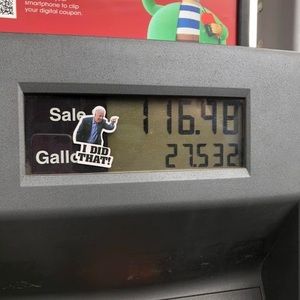 smartphone to clip
your digital coupon.
Sale 116.48
I DID
THAT!
Gallo 27.532